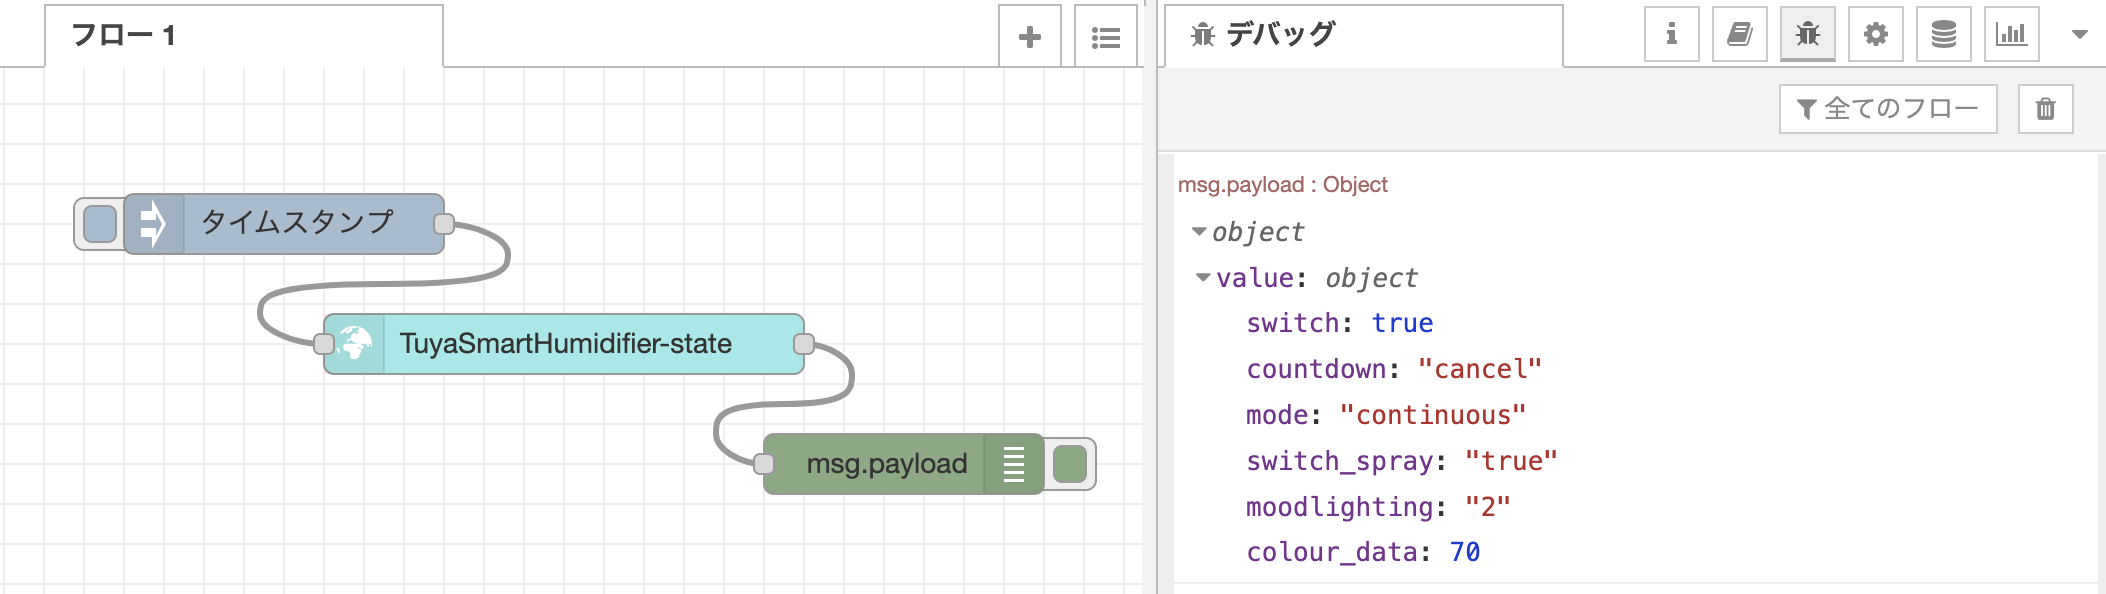 フロー 1
デバッグ
全てのフロー
タイムスタンプ
TuyaSmartHumidifier-state
msg.payload
msg.payload : Object
object
value: object
switch: true
countdown: "cancel"
mode: "continuous"
switch_spray: "true"
moodlighting: "2"
colour_data: 70